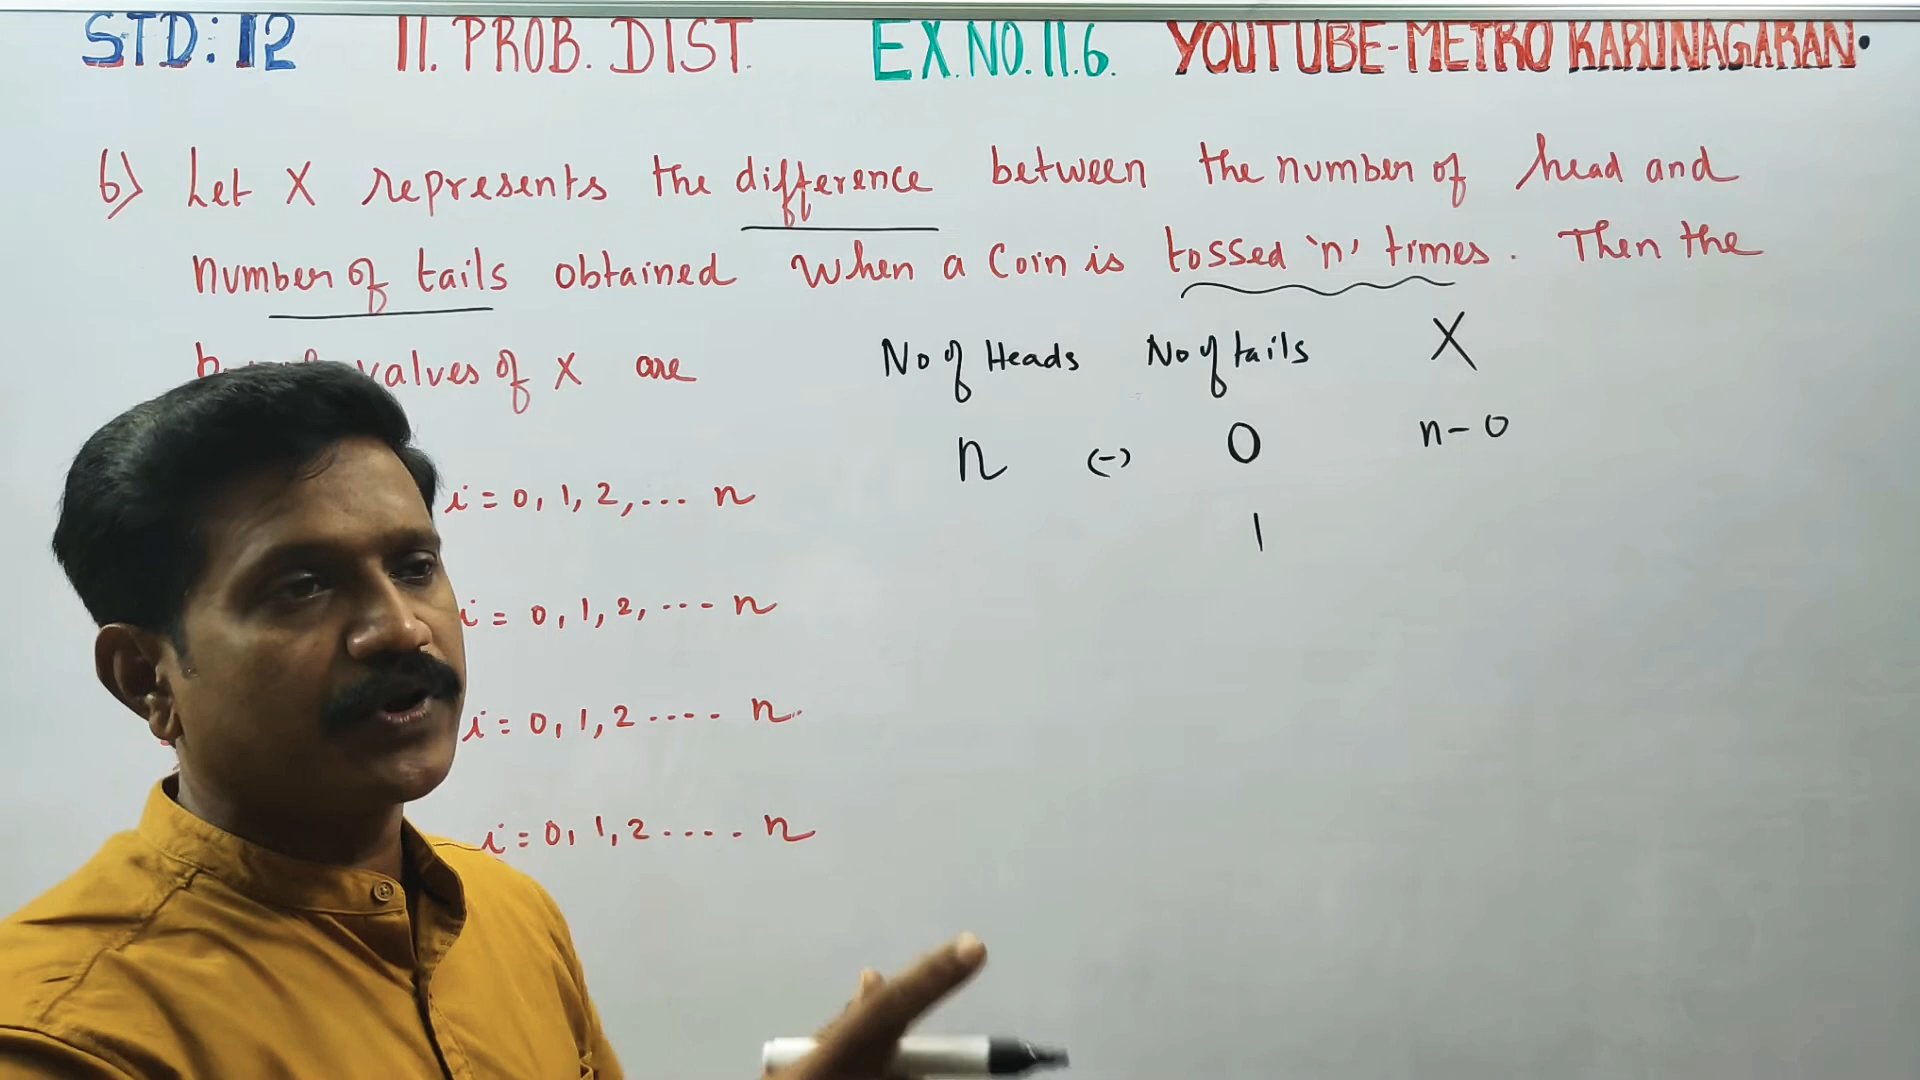 STD: 12 11. PROB. DIST. EX.NO.11.6. YOUTUBE-METRO KARUNAGARAN.
6) Let X represents the difference between the number of head and
number of tails obtained when a coin is tossed 'n' times. Then the
values of X are
No of Heads No of tails X
n (-) 0 n-0
1
i = 0, 1, 2, ... n
i = 0, 1, 2, --- n
i = 0, 1, 2 .... n.
i = 0, 1, 2 .... n